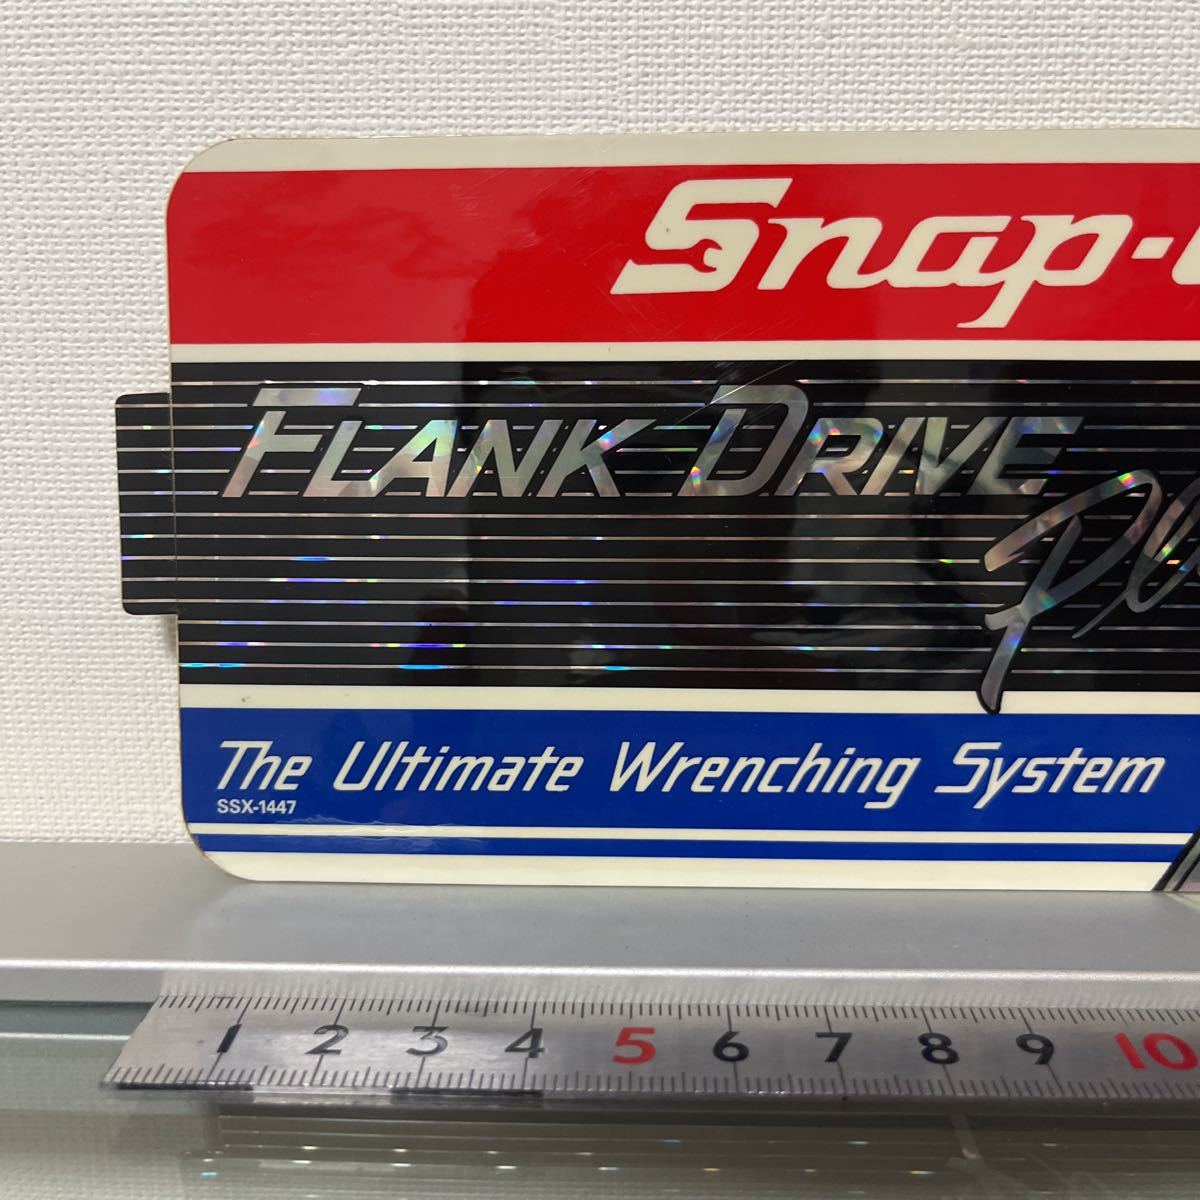 Snap-
FLANK DRIVE
Pl
The Ultimate Wrenching System
SSX-1447
1 2 3 4 5 6 7 8 9 10